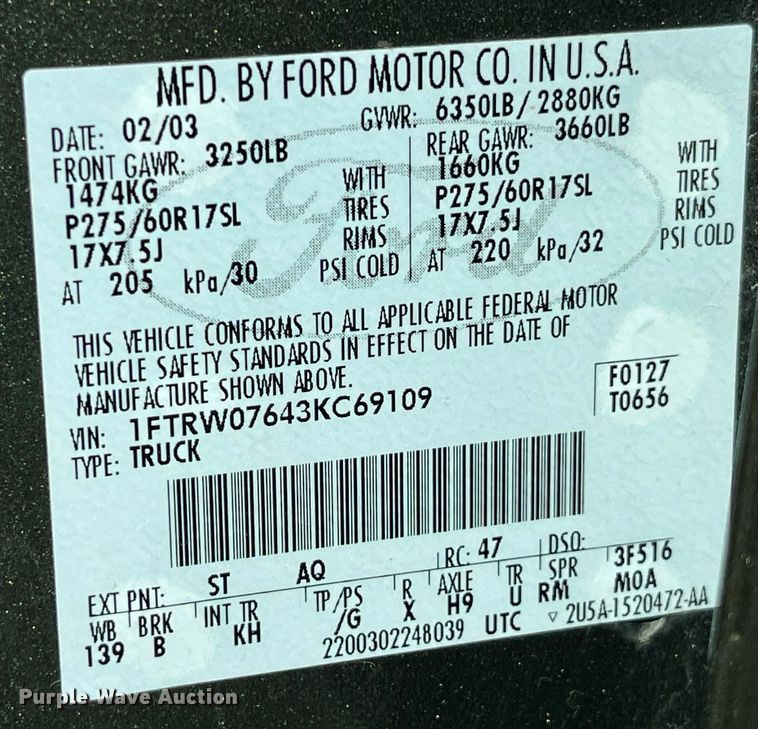 MFD. BY FORD MOTOR CO. IN U.S.A.
DATE: 02/03 GVWR: 6350LB/ 2880KG
FRONT GAWR: 3250LB REAR GAWR: 3660LB
1474KG WITH 1660KG WITH
P275/60R17SL TIRES P275/60R17SL TIRES
17X7.5J RIMS 17X7.5J RIMS
AT 205 kPa/30 PSI COLD AT 220 kPa/32 PSI COLD
Ford
THIS VEHICLE CONFORMS TO ALL APPLICABLE FEDERAL MOTOR
VEHICLE SAFETY STANDARDS IN EFFECT ON THE DATE OF
MANUFACTURE SHOWN ABOVE.
VIN: 1FTRW07643KC69109 F0127
TYPE: TRUCK T0656
EXT PNT: ST AQ RC: 47 DSO: 3F516
WB BRK INT TR TP/PS R AXLE TR SPR M0A
139 B KH /G X H9 U RM
2200302248039 UTC ▽ 2U5A-1520472-AA
Purple Wave Auction